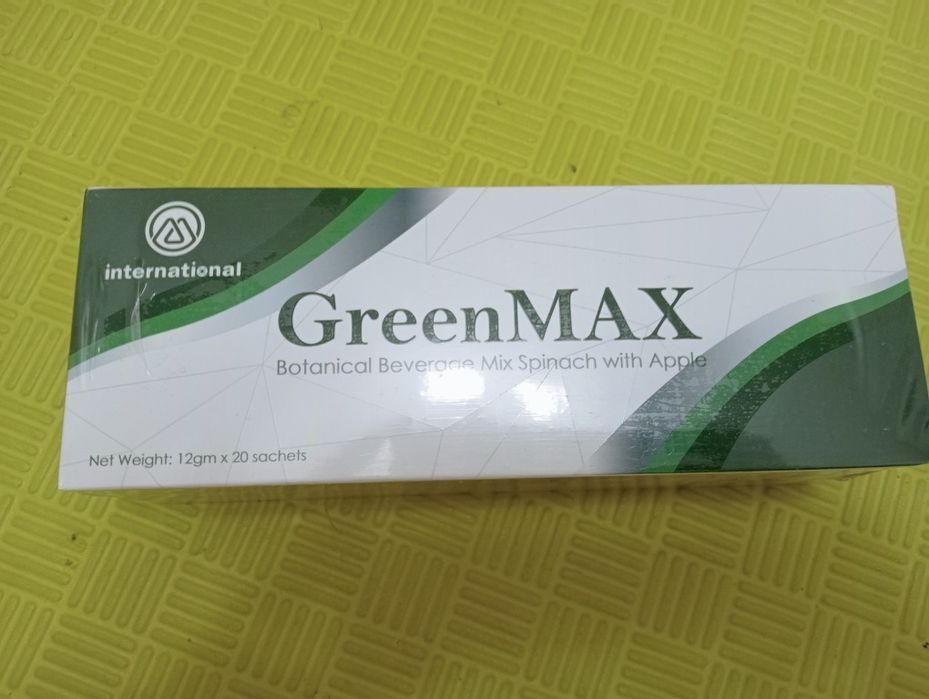 international
GreenMAX
Botanical Beverage Mix Spinach with Apple
Net Weight: 12gm x 20 sachets